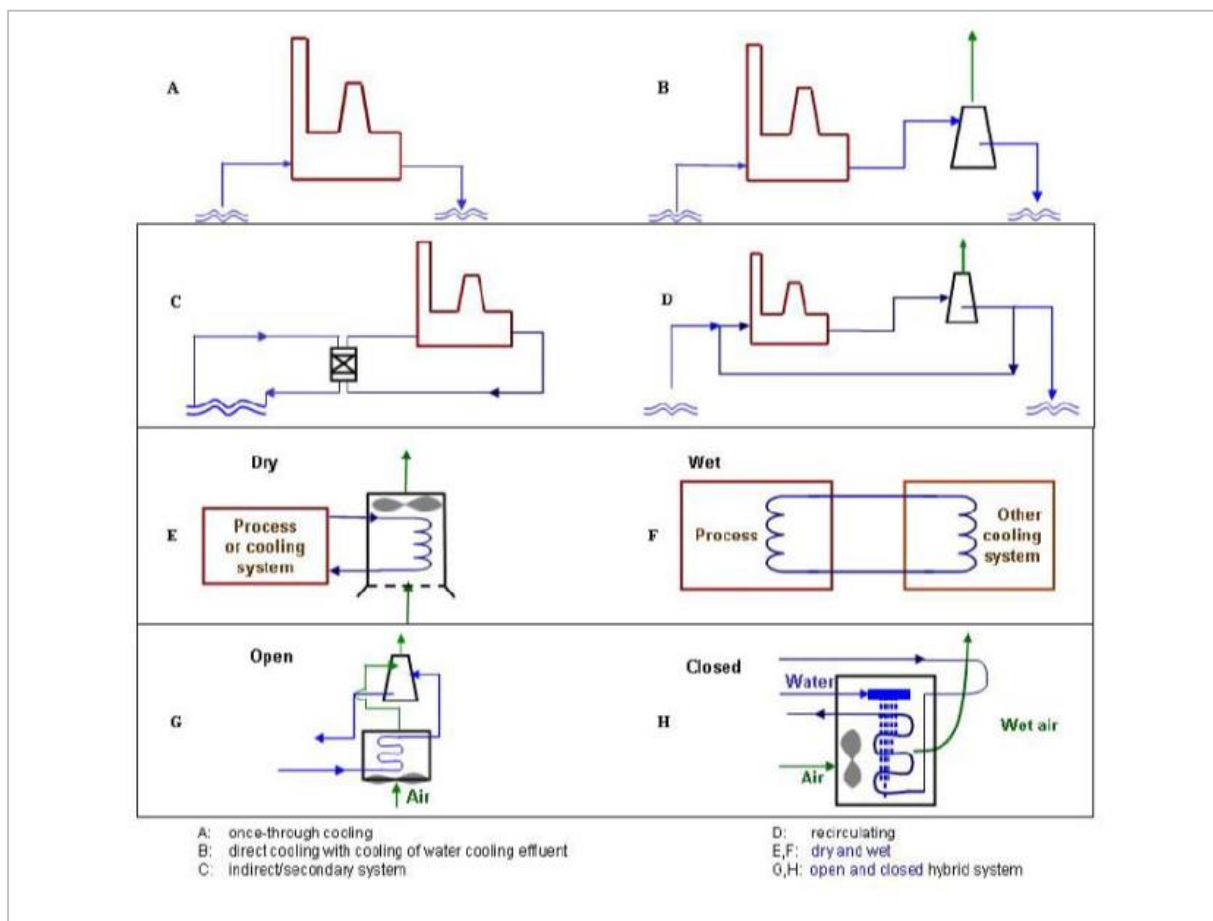 A
B
C
D
Dry
Wet
E
Process
or cooling
system
F
Process
Other
cooling
system
Open
Closed
G
Air
H
Water
Wet air
Air
A: once-through cooling
B: direct cooling with cooling of water cooling effluent
C: indirect/secondary system
D: recirculating
E,F: dry and wet
G,H: open and closed hybrid system